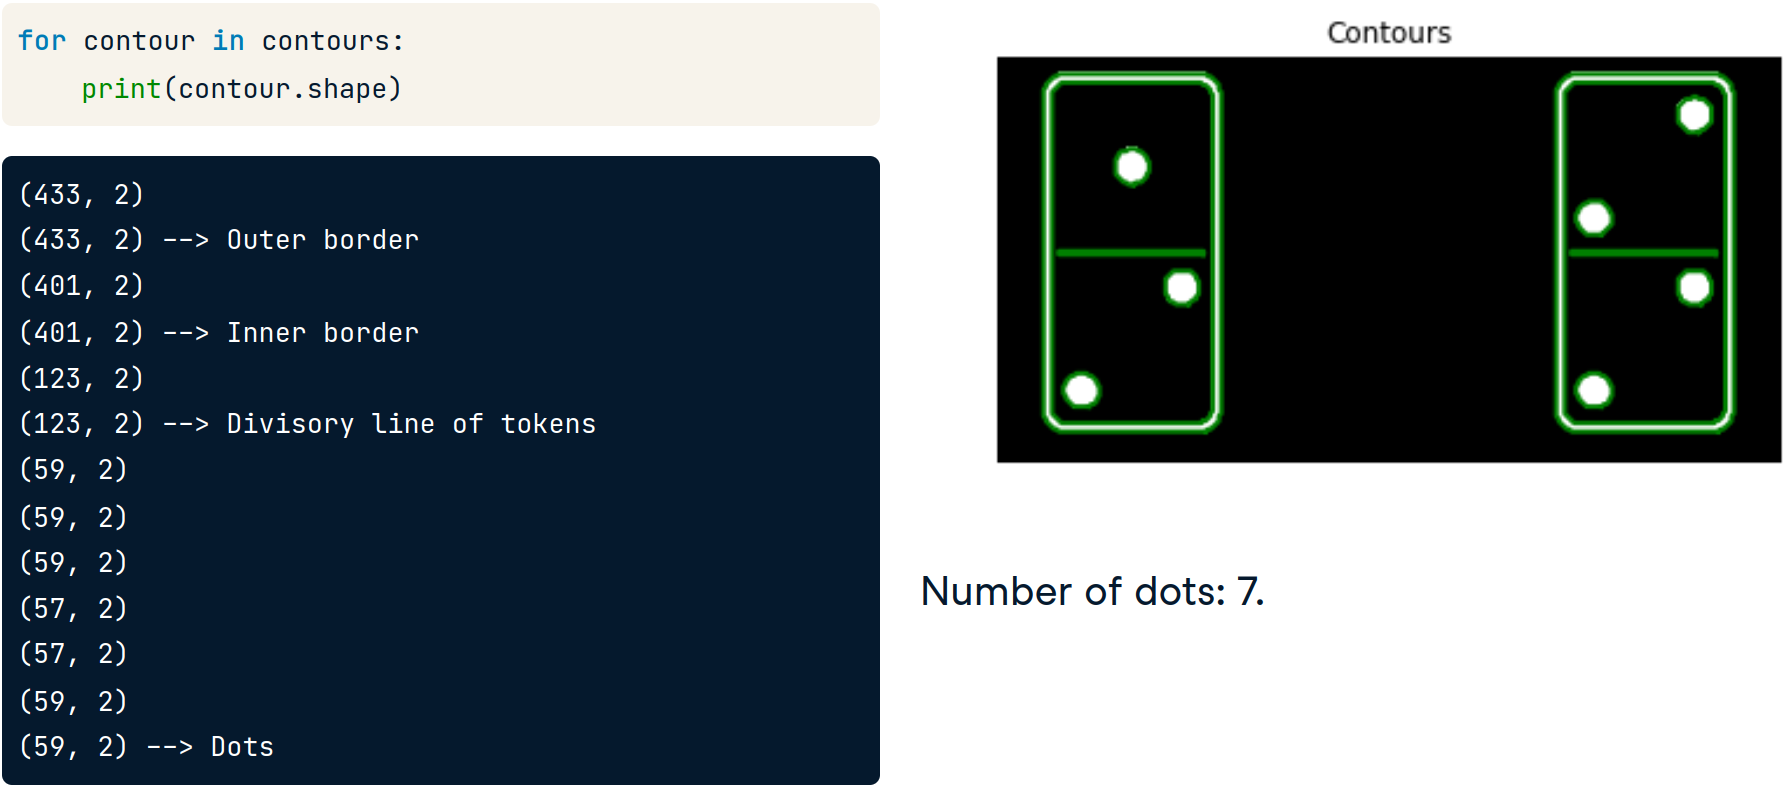 for contour in contours:
    print(contour.shape)
(433, 2)
(433, 2) --> Outer border
(401, 2)
(401, 2) --> Inner border
(123, 2)
(123, 2) --> Divisory line of tokens
(59, 2)
(59, 2)
(59, 2)
(57, 2)
(57, 2)
(59, 2)
(59, 2) --> Dots
Contours
Number of dots: 7.